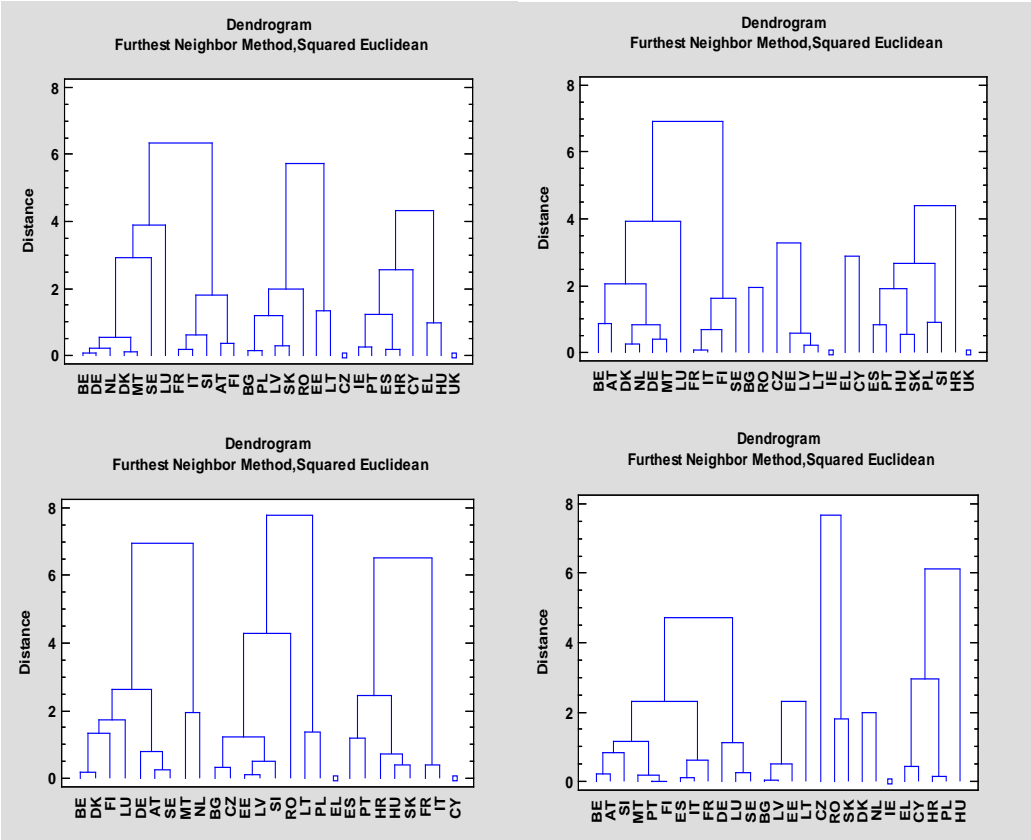 Dendrogram
Furthest Neighbor Method,Squared Euclidean
Distance
8
6
4
2
0
BE DE NL DK MT SE LU FR IT SI AT FI BG PL LV SK RO EE LT CZ IE PT ES HR CY EL HU UK
Dendrogram
Furthest Neighbor Method,Squared Euclidean
Distance
8
6
4
2
0
BE AT DK NL DE MT LU FR IT FI SE BG RO CZ EE LV LT IE EL CY ES PT HU SK PL SI HR UK
Dendrogram
Furthest Neighbor Method,Squared Euclidean
Distance
8
6
4
2
0
BE DK FI LU DE AT SE MT NL BG CZ EE LV SI RO LT PL EL ES PT HR HU SK FR IT CY
Dendrogram
Furthest Neighbor Method,Squared Euclidean
Distance
8
6
4
2
0
BE AT SI MT PT FI ES IT FR DE LU SE BG LV EE LT CZ RO SK DK NL IE EL CY HR PL HU